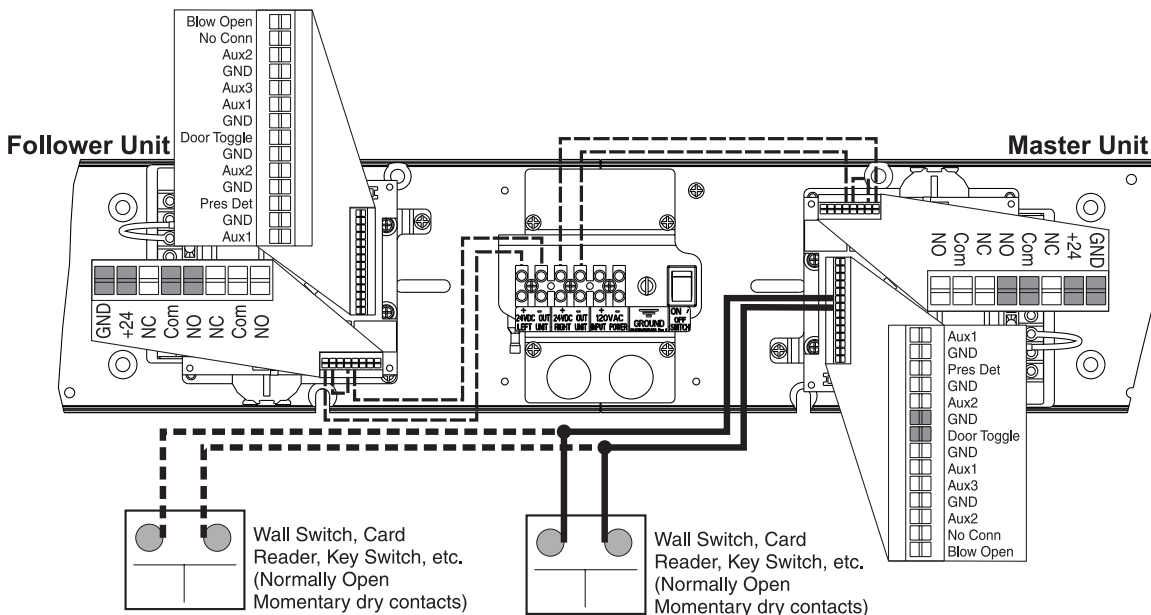 Blow Open
No Conn
Aux2
GND
Aux3
Aux1
GND
Door Toggle
GND
Aux2
GND
Pres Det
GND
Aux1
Follower Unit
Master Unit
GND
+24
NC
Com
NO
NC
Com
NO
+ - + - + -
24VDC OUT 24VDC OUT 120VAC
LEFT UNIT RIGHT UNIT INPUT POWER
GROUND
ON /
OFF
SWITCH
NO
Com
NC
NO
Com
NC
+24
GND
Aux1
GND
Pres Det
GND
Aux2
GND
Door Toggle
GND
Aux1
Aux3
GND
Aux2
No Conn
Blow Open
Wall Switch, Card
Reader, Key Switch, etc.
(Normally Open
Momentary dry contacts)
Wall Switch, Card
Reader, Key Switch, etc.
(Normally Open
Momentary dry contacts)